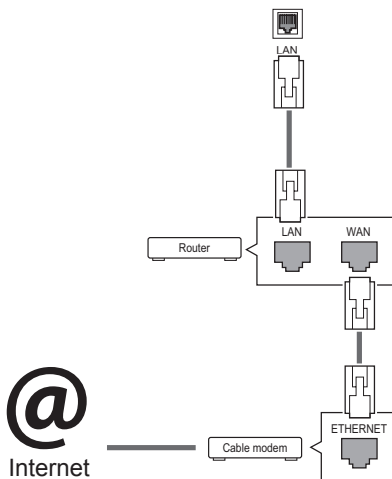 LAN
LAN WAN
Router
ETHERNET
@
Cable modem
Internet